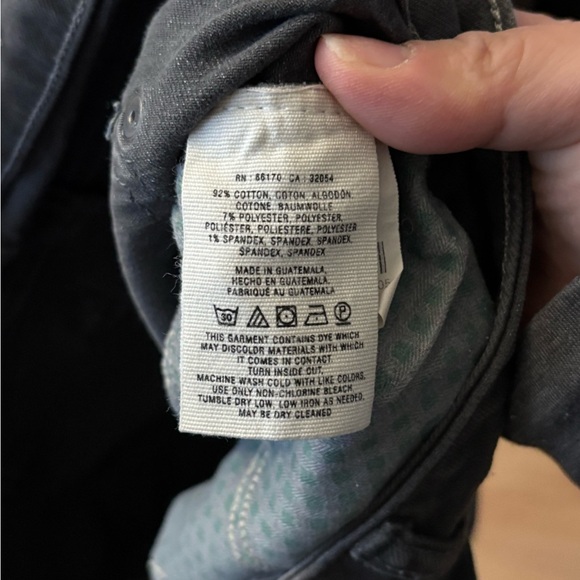 RN : 86170 CA : 32054
92% COTTON, COTON, ALGODON,
COTONE, BAUMWOLLE
7% POLYESTER, POLYESTER,
POLIÉSTER, POLIESTERE, POLYESTER
1% SPANDEX, SPANDEX, SPANDEX,
SPANDEX, SPANDEX
MADE IN GUATEMALA,
HECHO EN GUATEMALA,
FABRIQUÉ AU GUATEMALA
30 P
THIS GARMENT CONTAINS DYE WHICH
MAY DISCOLOR MATERIALS WITH WHICH
IT COMES IN CONTACT
TURN INSIDE OUT,
MACHINE WASH COLD WITH LIKE COLORS,
USE ONLY NON-CHLORINE BLEACH
TUMBLE DRY LOW, LOW IRON AS NEEDED,
MAY BE DRY CLEANED